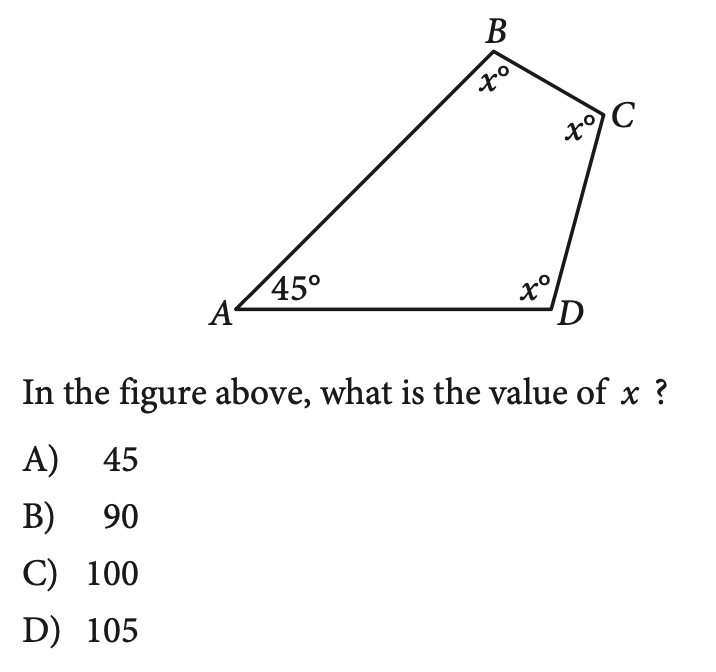 B
x°
x° C
45°
x°
A
D
In the figure above, what is the value of x ?
A) 45
B) 90
C) 100
D) 105